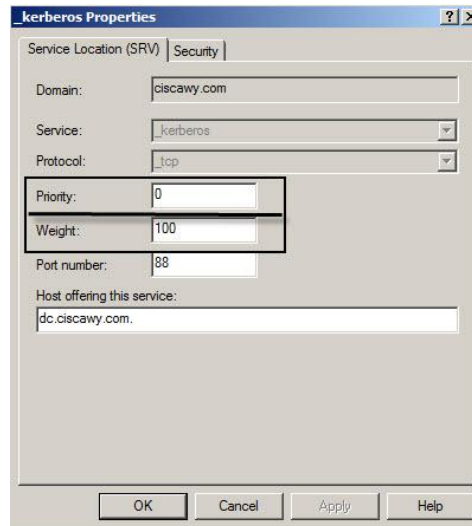 _kerberos Properties
Service Location (SRV) Security
Domain: ciscawy.com
Service: _kerberos
Protocol: _tcp
Priority: 0
Weight: 100
Port number: 88
Host offering this service:
dc.ciscawy.com.
OK Cancel Apply Help